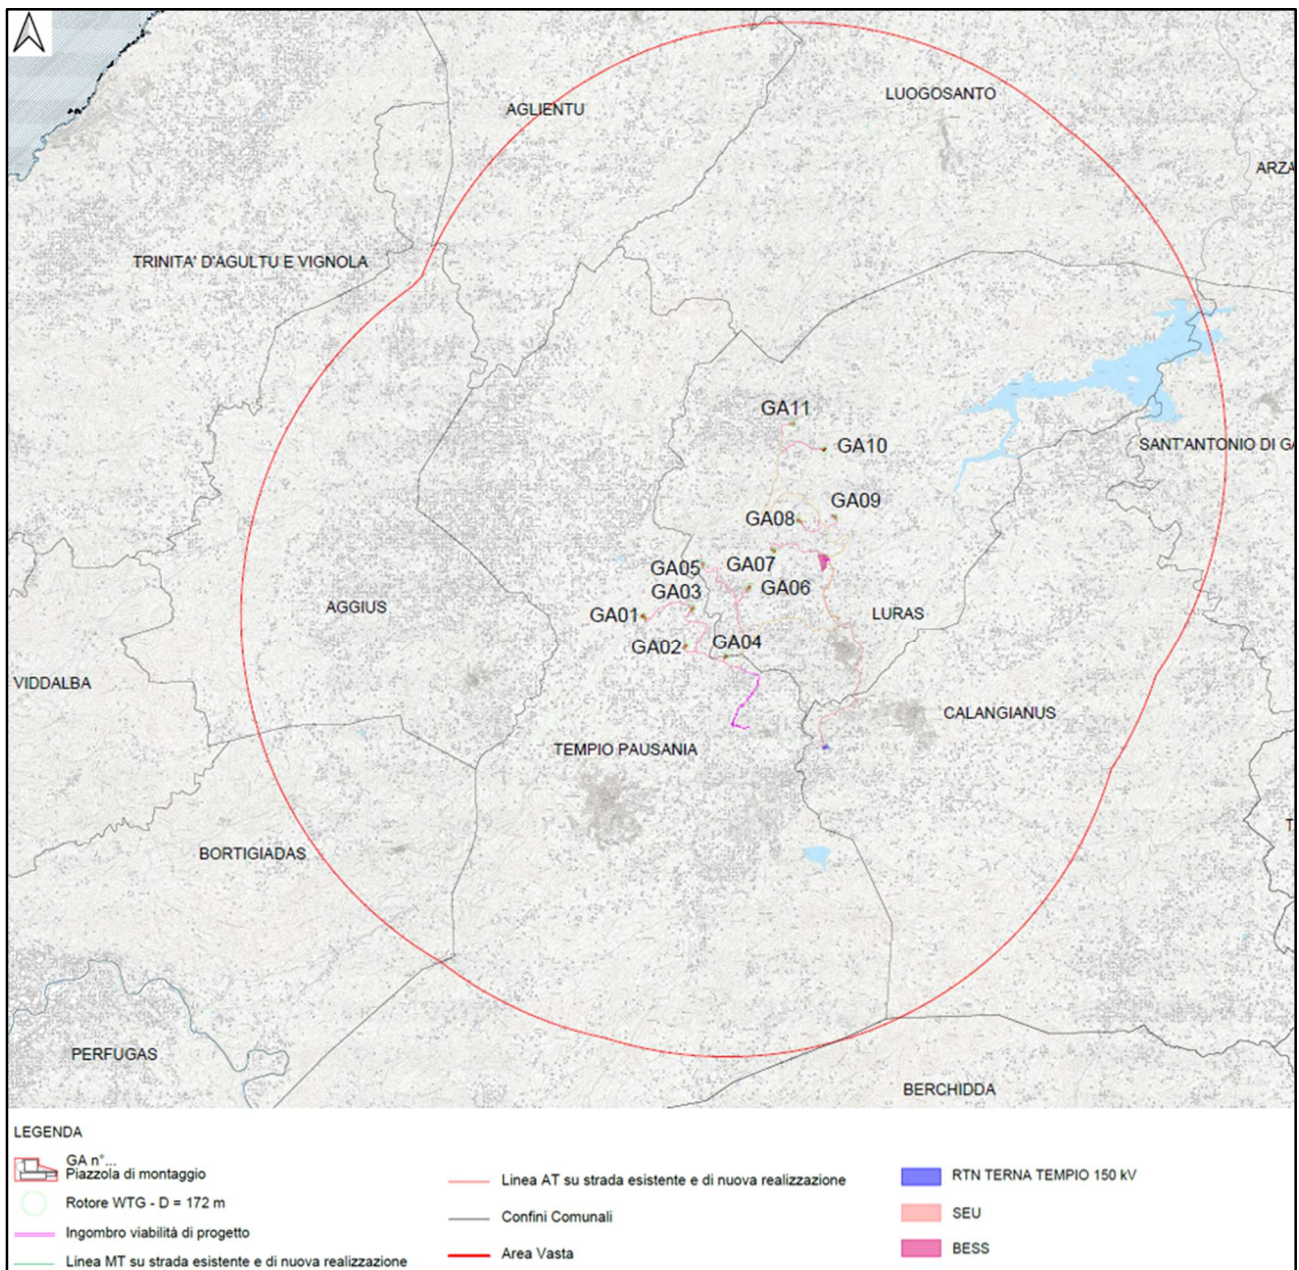 AGLIENTU
LUOGOSANTO
ARZA
TRINITA' D'AGULTU E VIGNOLA
GA11
GA10
SANT'ANTONIO DI GA
GA09
GA08
GA07
GA05
GA06
GA03
GA01
AGGIUS
LURAS
GA04
GA02
VIDDALBA
CALANGIANUS
TEMPIO PAUSANIA
BORTIGIADAS
PERFUGAS
BERCHIDDA
LEGENDA
GA n°...
Piazzola di montaggio
Rotore WTG - D = 172 m
Ingombro viabilità di progetto
Linea MT su strada esistente e di nuova realizzazione
Linea AT su strada esistente e di nuova realizzazione
Confini Comunali
Area Vasta
RTN TERNA TEMPIO 150 kV
SEU
BESS